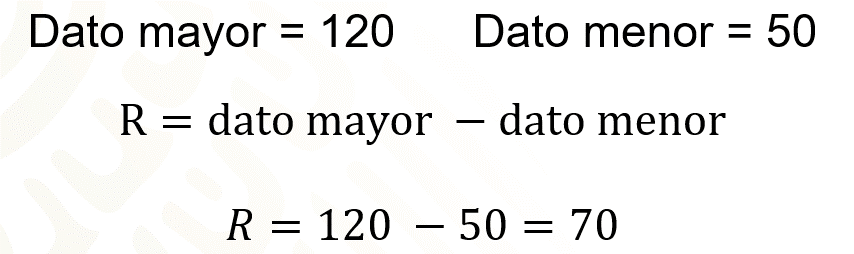 Dato mayor = 120 Dato menor = 50
R = dato mayor − dato menor
R = 120 − 50 = 70